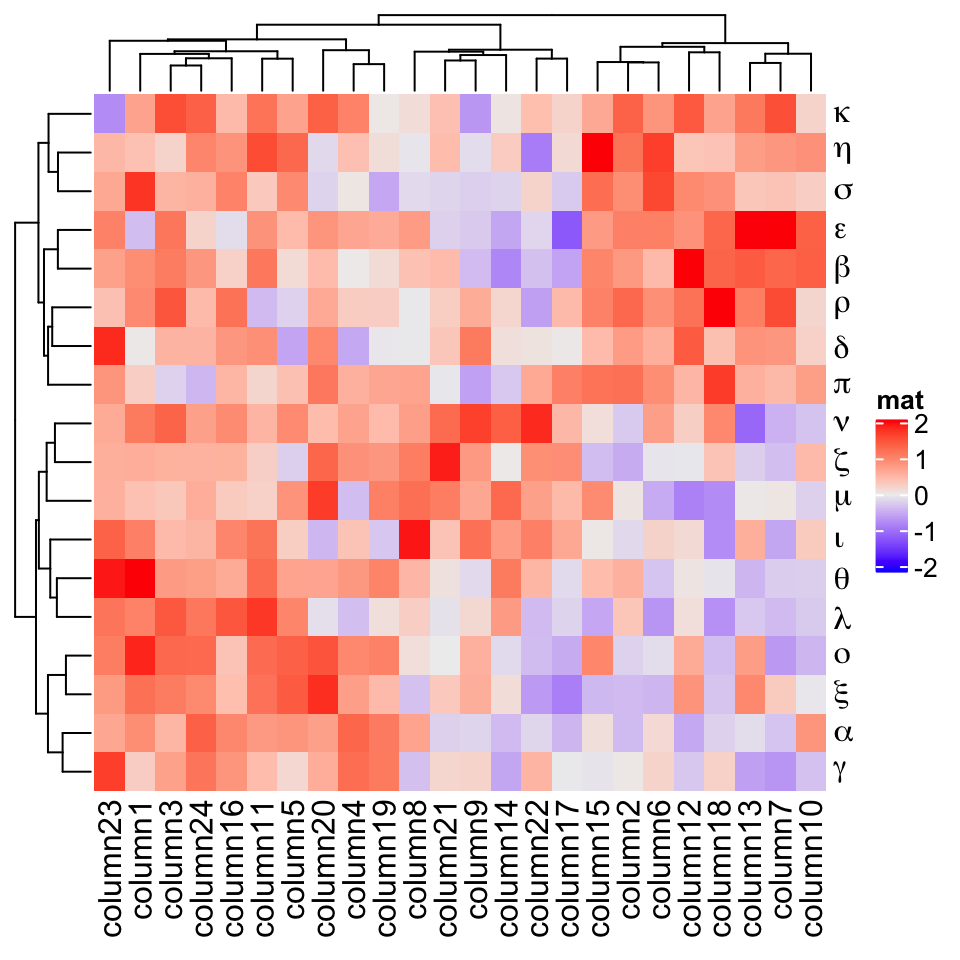 κ
η
σ
ε
β
ρ
δ
π
ν
ζ
μ
ι
θ
λ
ο
ξ
α
γ
mat
2
1
0
-1
-2
column23
column1
column3
column24
column16
column11
column5
column20
column4
column19
column8
column21
column9
column14
column22
column17
column15
column2
column6
column12
column18
column13
column7
column10